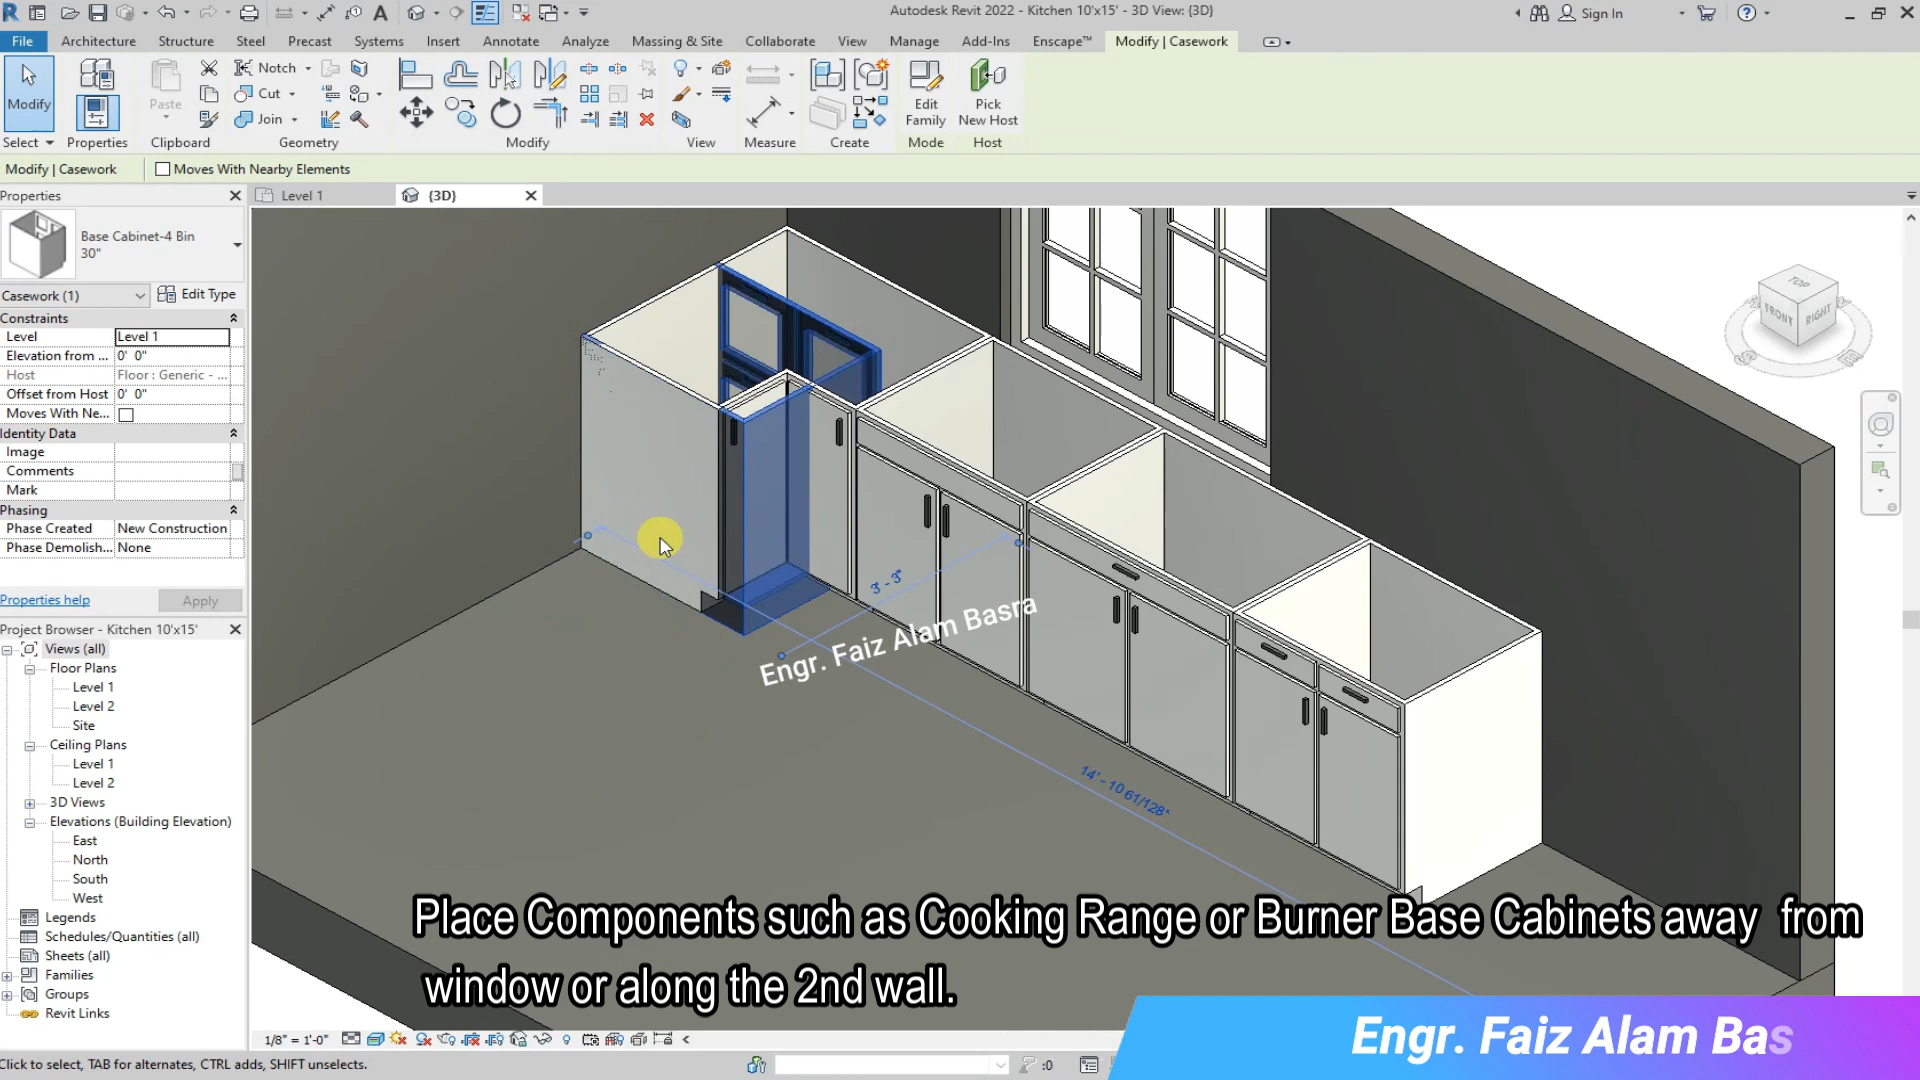 Autodesk Revit 2022 - Kitchen 10'x15' - 3D View: {3D}
Sign In
File
Architecture
Structure
Steel
Precast
Systems
Insert
Annotate
Analyze
Massing & Site
Collaborate
View
Manage
Add-Ins
Enscape™
Modify | Casework
Modify
Paste
Notch
Cut
Join
Edit
Family
Pick
New Host
Select
Properties
Clipboard
Geometry
Modify
View
Measure
Create
Mode
Host
Modify | Casework
Moves With Nearby Elements
Properties
Level 1
{3D}
Base Cabinet-4 Bin
30"
Casework (1)
Edit Type
Constraints
Level
Level 1
Elevation from ...
0' 0"
Host
Floor : Generic - ...
Offset from Host
0' 0"
Moves With Ne...
Identity Data
Image
Comments
Mark
Phasing
Phase Created
New Construction
Phase Demolish...
None
Properties help
Apply
TOP
FRONT
RIGHT
3' - 3"
Engr. Faiz Alam Basra
14' - 10 61/128"
Project Browser - Kitchen 10'x15'
Views (all)
Floor Plans
Level 1
Level 2
Site
Ceiling Plans
Level 1
Level 2
3D Views
Elevations (Building Elevation)
East
North
South
West
Legends
Schedules/Quantities (all)
Sheets (all)
Families
Groups
Revit Links
Place Components such as Cooking Range or Burner Base Cabinets away from
window or along the 2nd wall.
Engr. Faiz Alam Bas
1/8" = 1'-0"
Click to select, TAB for alternates, CTRL adds, SHIFT unselects.
:0